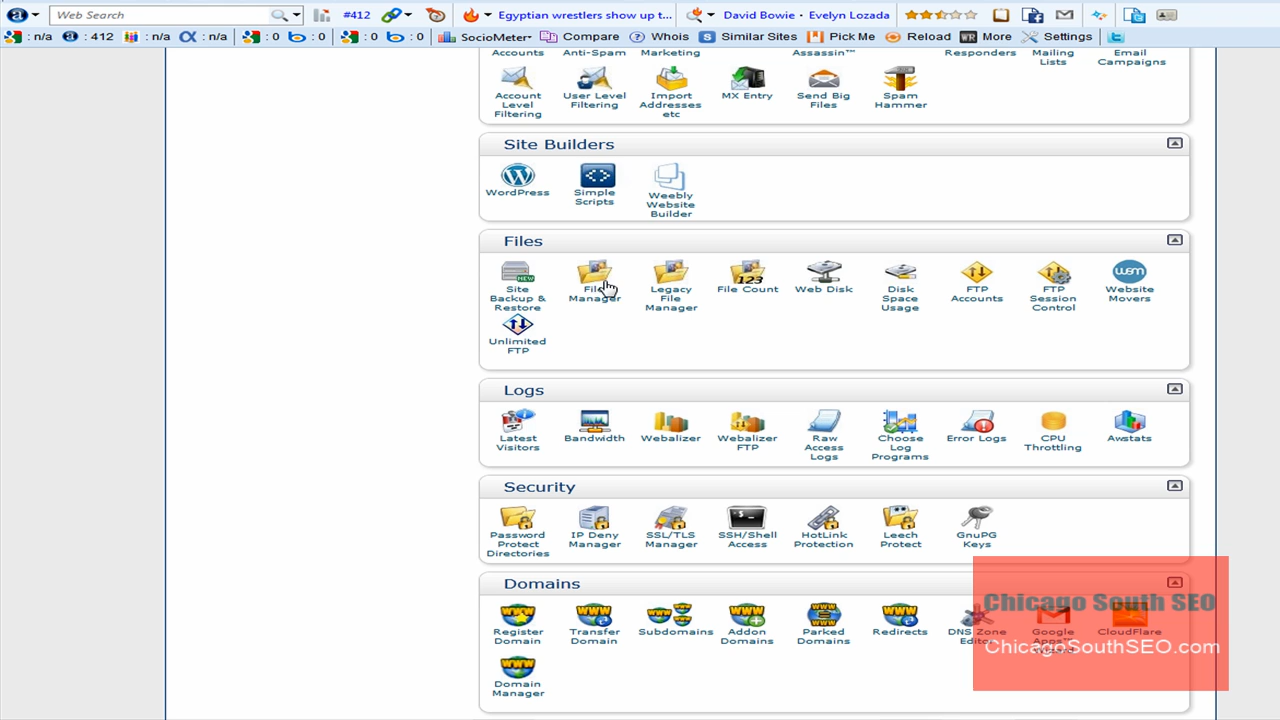 Web Search
#412
Egyptian wrestlers show up t...
David Bowie · Evelyn Lozada
: n/a
: 412
: n/a
: n/a
: 0
: 0
: 0
: 0
SocioMeter
Compare
Whois
Similar Sites
Pick Me
Reload
WR More
Settings
Accounts
Anti-Spam
Marketing
Assassin™
Responders
Mailing
Lists
Email
Campaigns
Account
Level
Filtering
User Level
Filtering
Import
Addresses
etc
MX Entry
Send Big
Files
Spam
Hammer
Site Builders
WordPress
Simple
Scripts
Weebly
Website
Builder
Files
NEW
Site
Backup &
Restore
File
Manager
Legacy
File
Manager
123
File Count
Web Disk
Disk
Space
Usage
FTP
Accounts
FTP
Session
Control
wsm
Website
Movers
Unlimited
FTP
Logs
Latest
Visitors
Bandwidth
Webalizer
Webalizer
FTP
Raw
Access
Logs
Choose
Log
Programs
Error Logs
CPU
Throttling
Awstats
Security
Password
Protect
Directories
IP Deny
Manager
SSL/TLS
Manager
SSH/Shell
Access
HotLink
Protection
Leech
Protect
GnuPG
Keys
Domains
Register
Domain
Transfer
Domain
Subdomains
Addon
Domains
Parked
Domains
Redirects
DNS Zone
Editor
Google
Apps™
CloudFlare
Domain
Manager
Chicago South SEO
ChicagoSouthSEO.com